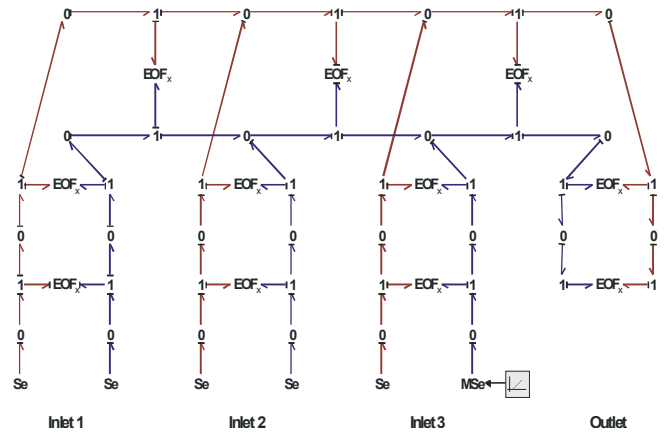 0 1 0 1 0 1 0
EOFx EOFx EOFx
0 1 0 1 0 1 0
1 EOFx 1 1 EOFx 1 1 EOFx 1 1 EOFx 1
0 0 0 0 0 0 0 0
1 EOFx 1 1 EOFx 1 1 EOFx 1 1 EOFx 1
0 0 0 0 0 0
Se Se Se Se Se MSe
Inlet 1 Inlet 2 Inlet 3 Outlet